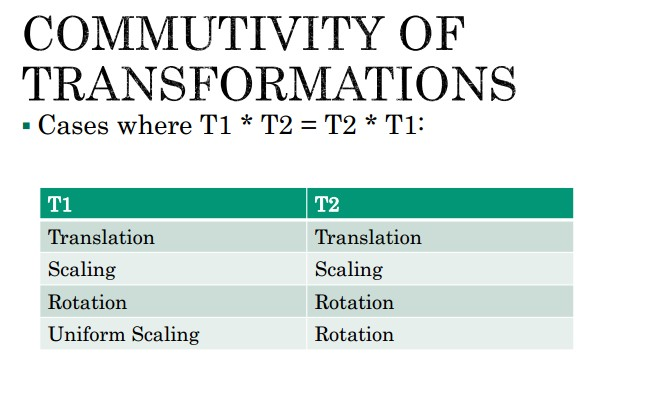 COMMUTIVITY OF
TRANSFORMATIONS
▪ Cases where T1 * T2 = T2 * T1:
T1 T2
Translation Translation
Scaling Scaling
Rotation Rotation
Uniform Scaling Rotation